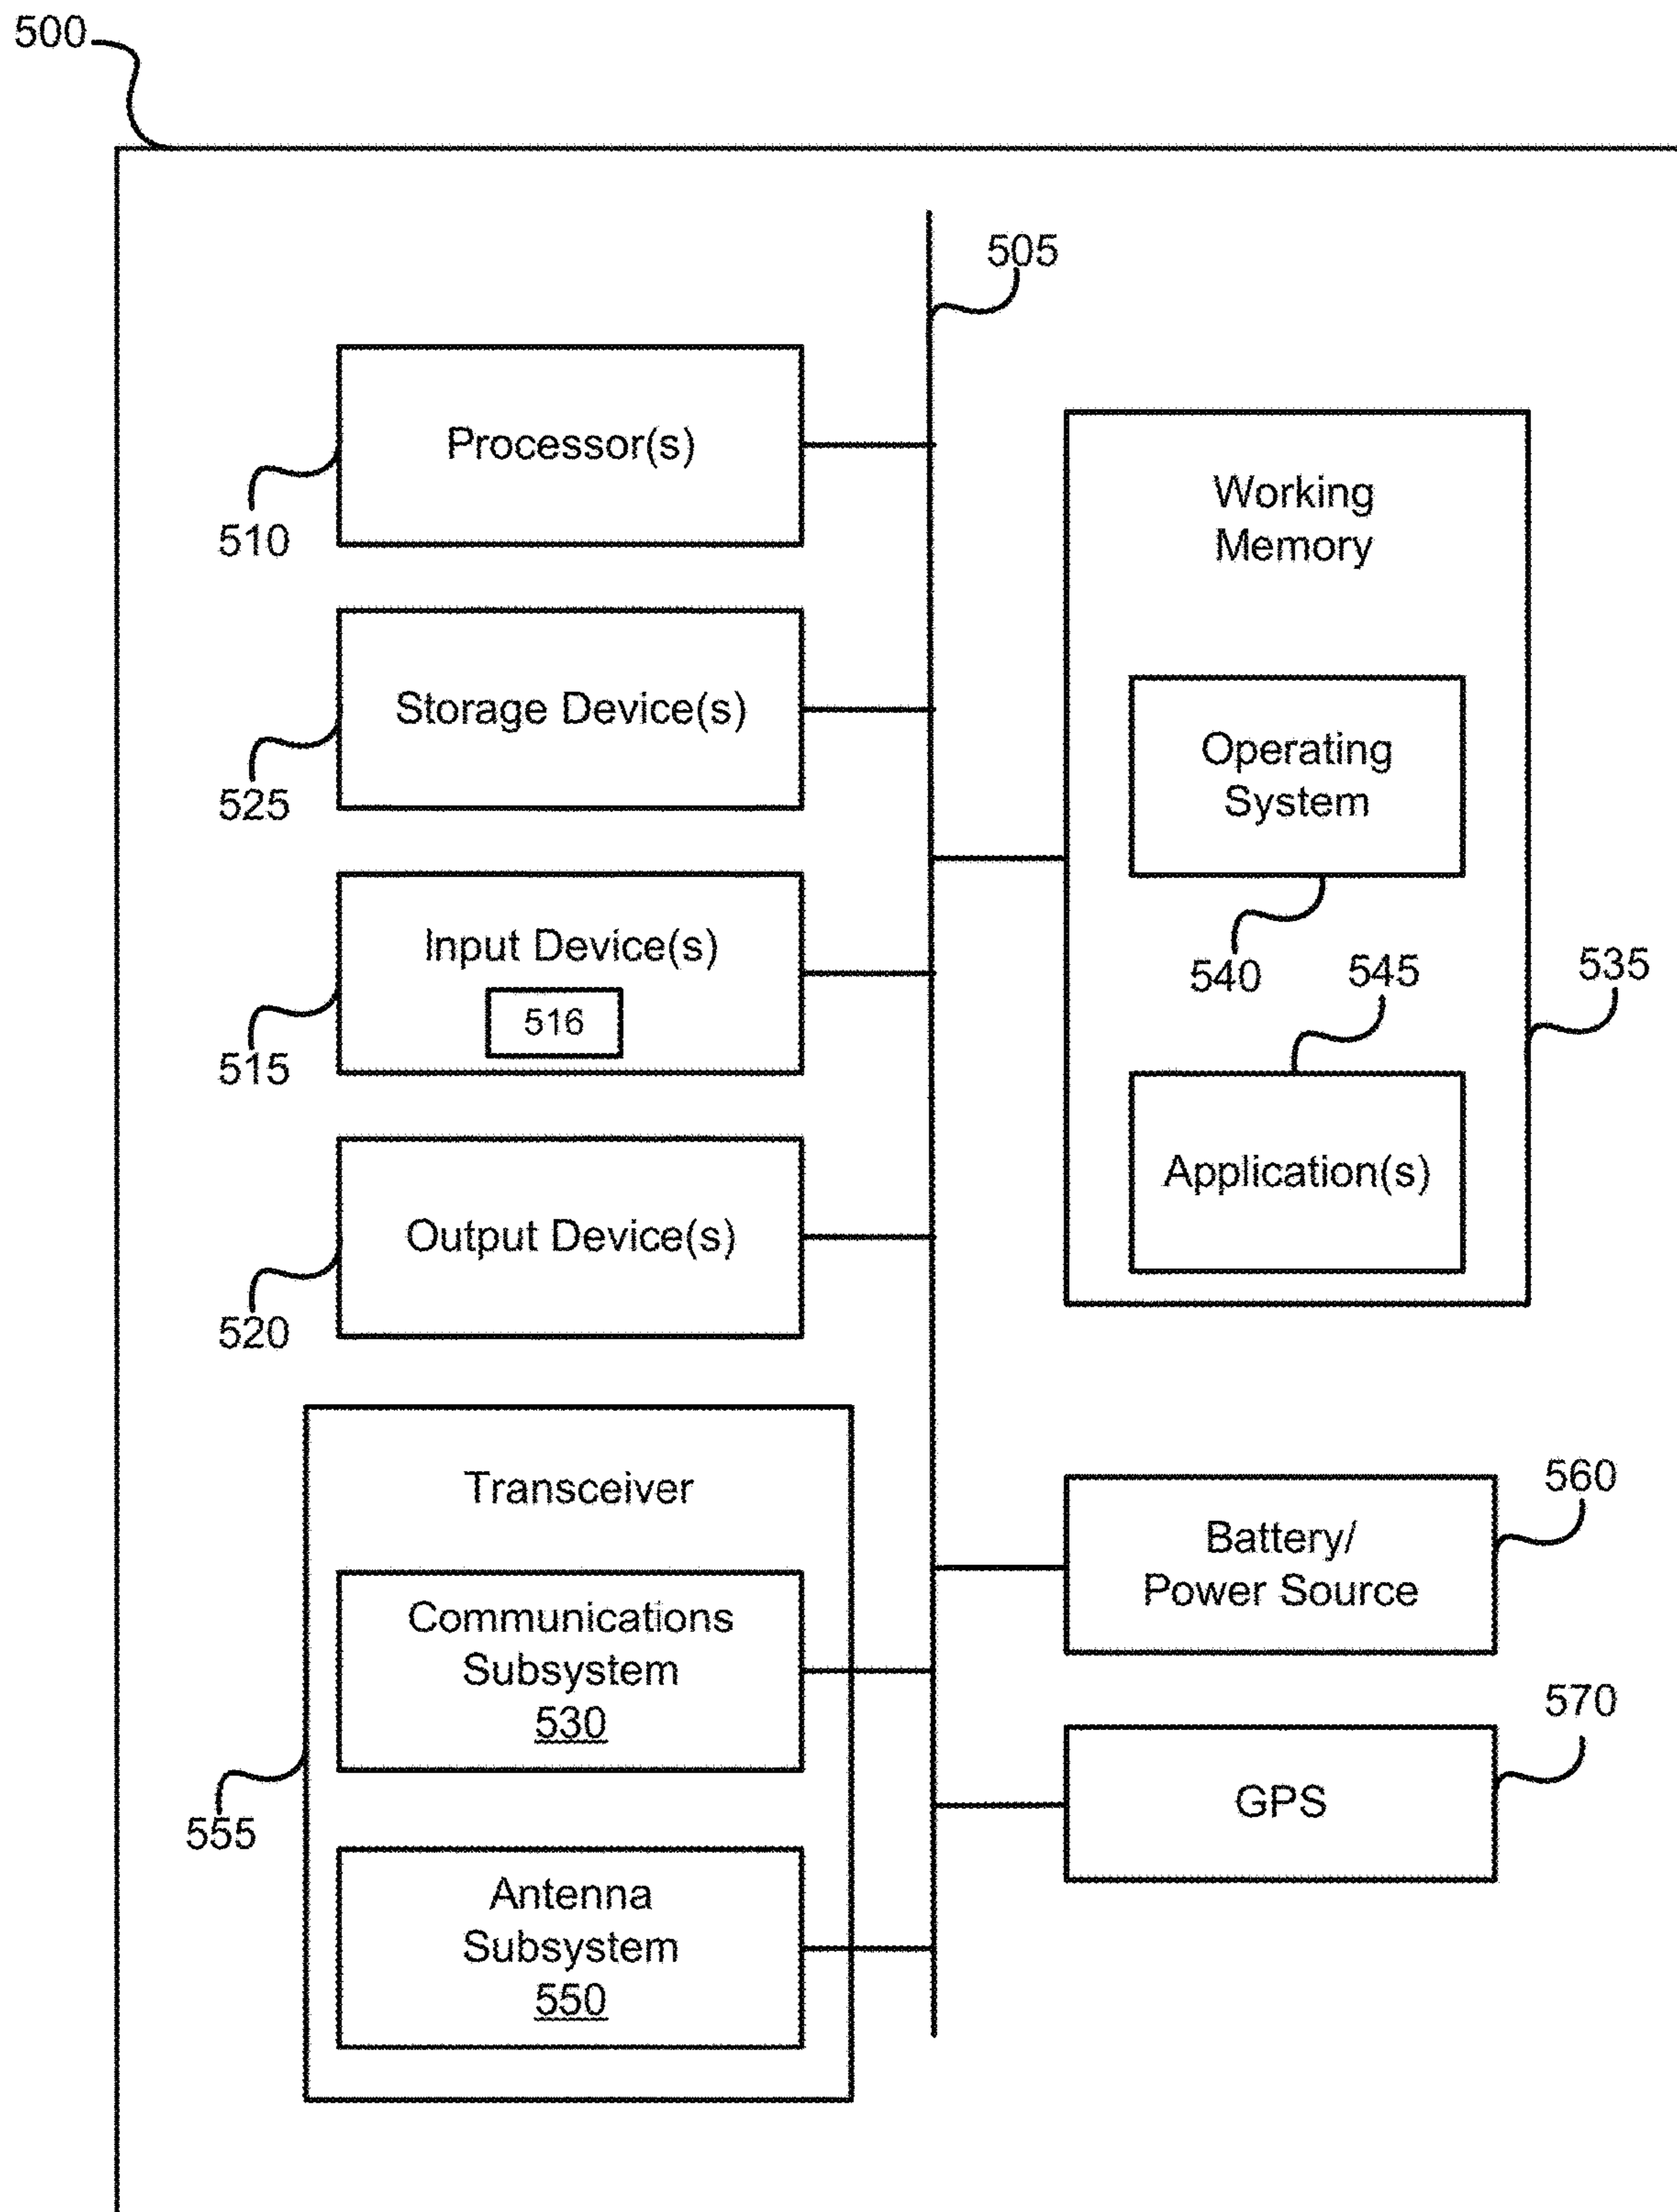 500
505
Processor(s)
510
Working
Memory
Storage Device(s)
525
Operating
System
540
545
535
Input Device(s)
516
515
Application(s)
Output Device(s)
520
Transceiver
560
Battery/
Power Source
Communications
Subsystem
530
570
GPS
555
Antenna
Subsystem
550